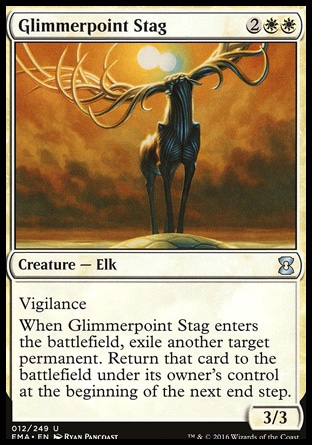 Glimmerpoint Stag 2
Creature — Elk
Vigilance
When Glimmerpoint Stag enters
the battlefield, exile another
target permanent. Return that card to the
battlefield under its owner's control
at the beginning of the next end step.
3/3
012/249 U
EMA • EN RYAN PANCOAST
™ & © 2016 Wizards of the Coast